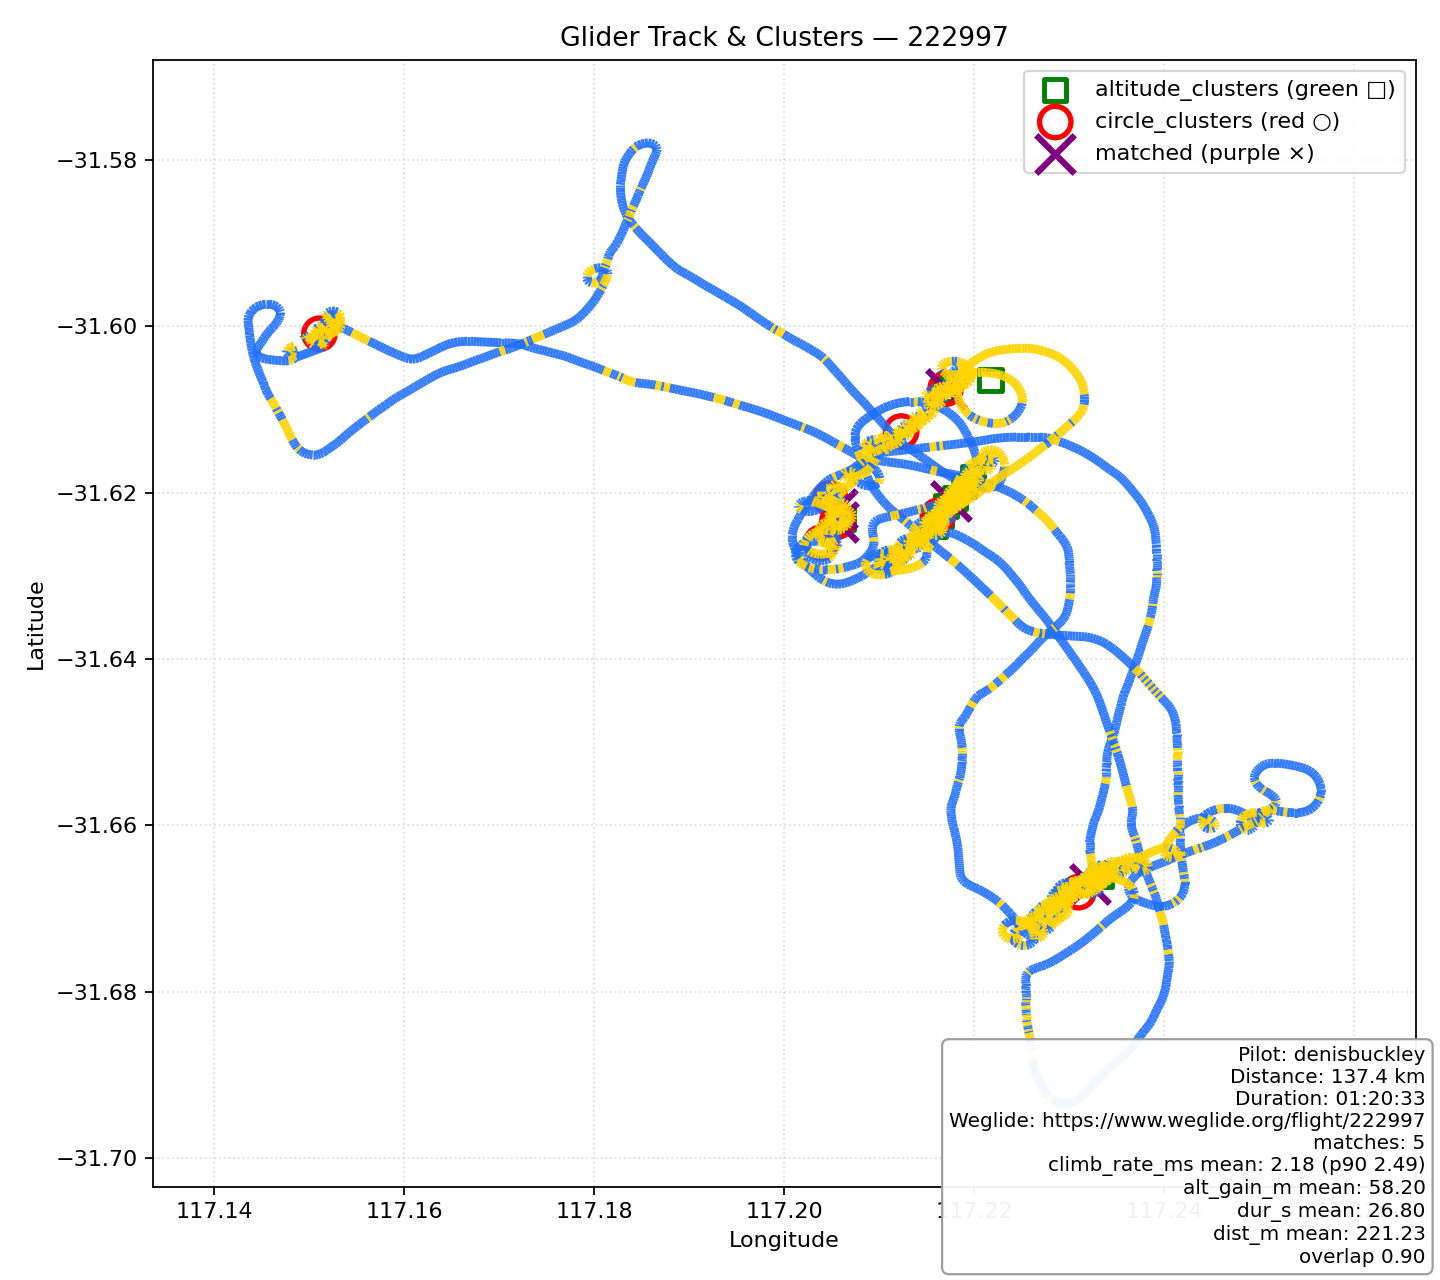 Glider Track & Clusters — 222997
altitude_clusters (green □)
circle_clusters (red ○)
matched (purple ×)
Latitude
−31.58
−31.60
−31.62
−31.64
−31.66
−31.68
−31.70
117.14
117.16
117.18
117.20
117.22
117.24
Longitude
Pilot: denisbuckley
Distance: 137.4 km
Duration: 01:20:33
Weglide: https://www.weglide.org/flight/222997
matches: 5
climb_rate_ms mean: 2.18 (p90 2.49)
alt_gain_m mean: 58.20
dur_s mean: 26.80
dist_m mean: 221.23
overlap 0.90